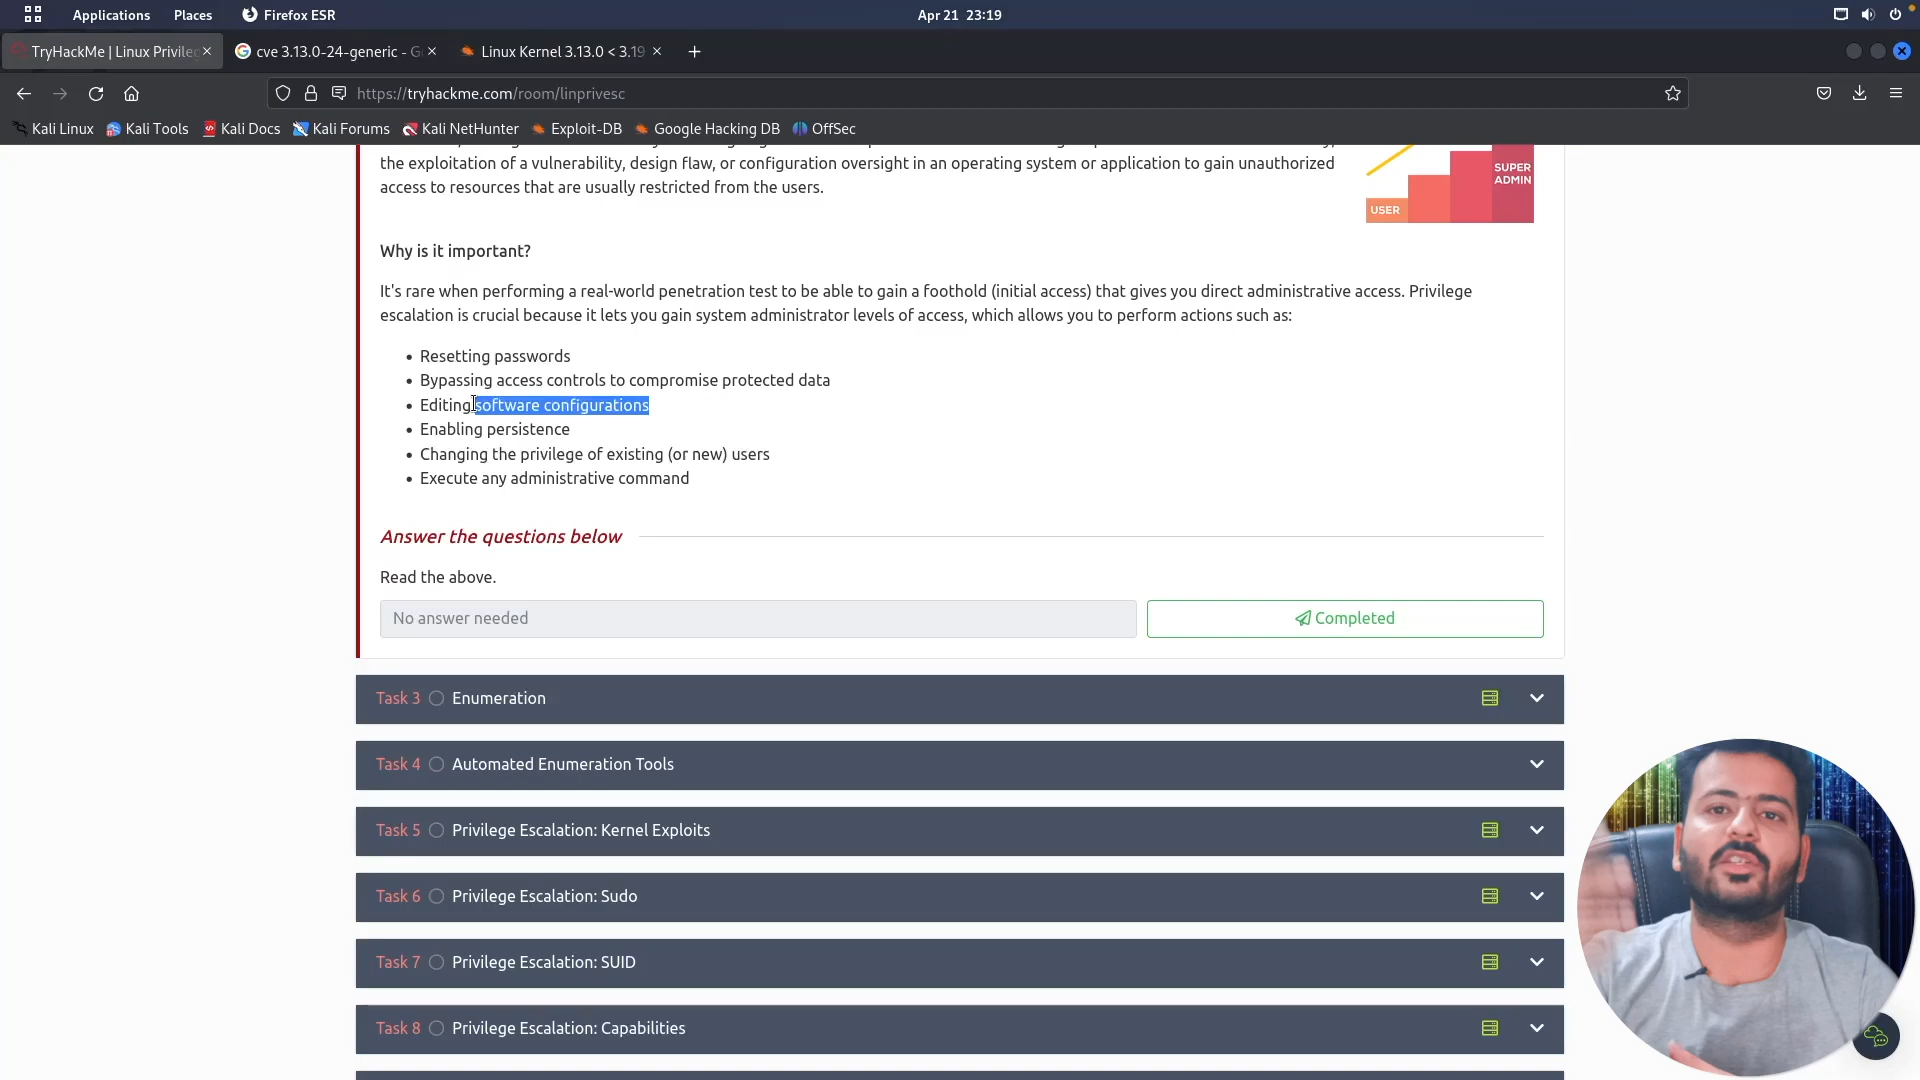 Applications Places Firefox ESR Apr 21 23:19
TryHackMe | Linux Privile cve 3.13.0-24-generic - G Linux Kernel 3.13.0 < 3.19
https://tryhackme.com/room/linprivesc
Kali Linux Kali Tools Kali Docs Kali Forums Kali NetHunter Exploit-DB Google Hacking DB OffSec
the exploitation of a vulnerability, design flaw, or configuration oversight in an operating system or application to gain unauthorized
access to resources that are usually restricted from the users.
SUPER
ADMIN
USER
Why is it important?
It's rare when performing a real-world penetration test to be able to gain a foothold (initial access) that gives you direct administrative access. Privilege
escalation is crucial because it lets you gain system administrator levels of access, which allows you to perform actions such as:
• Resetting passwords
• Bypassing access controls to compromise protected data
• Editing software configurations
• Enabling persistence
• Changing the privilege of existing (or new) users
• Execute any administrative command
Answer the questions below
Read the above.
No answer needed Completed
Task 3 Enumeration
Task 4 Automated Enumeration Tools
Task 5 Privilege Escalation: Kernel Exploits
Task 6 Privilege Escalation: Sudo
Task 7 Privilege Escalation: SUID
Task 8 Privilege Escalation: Capabilities